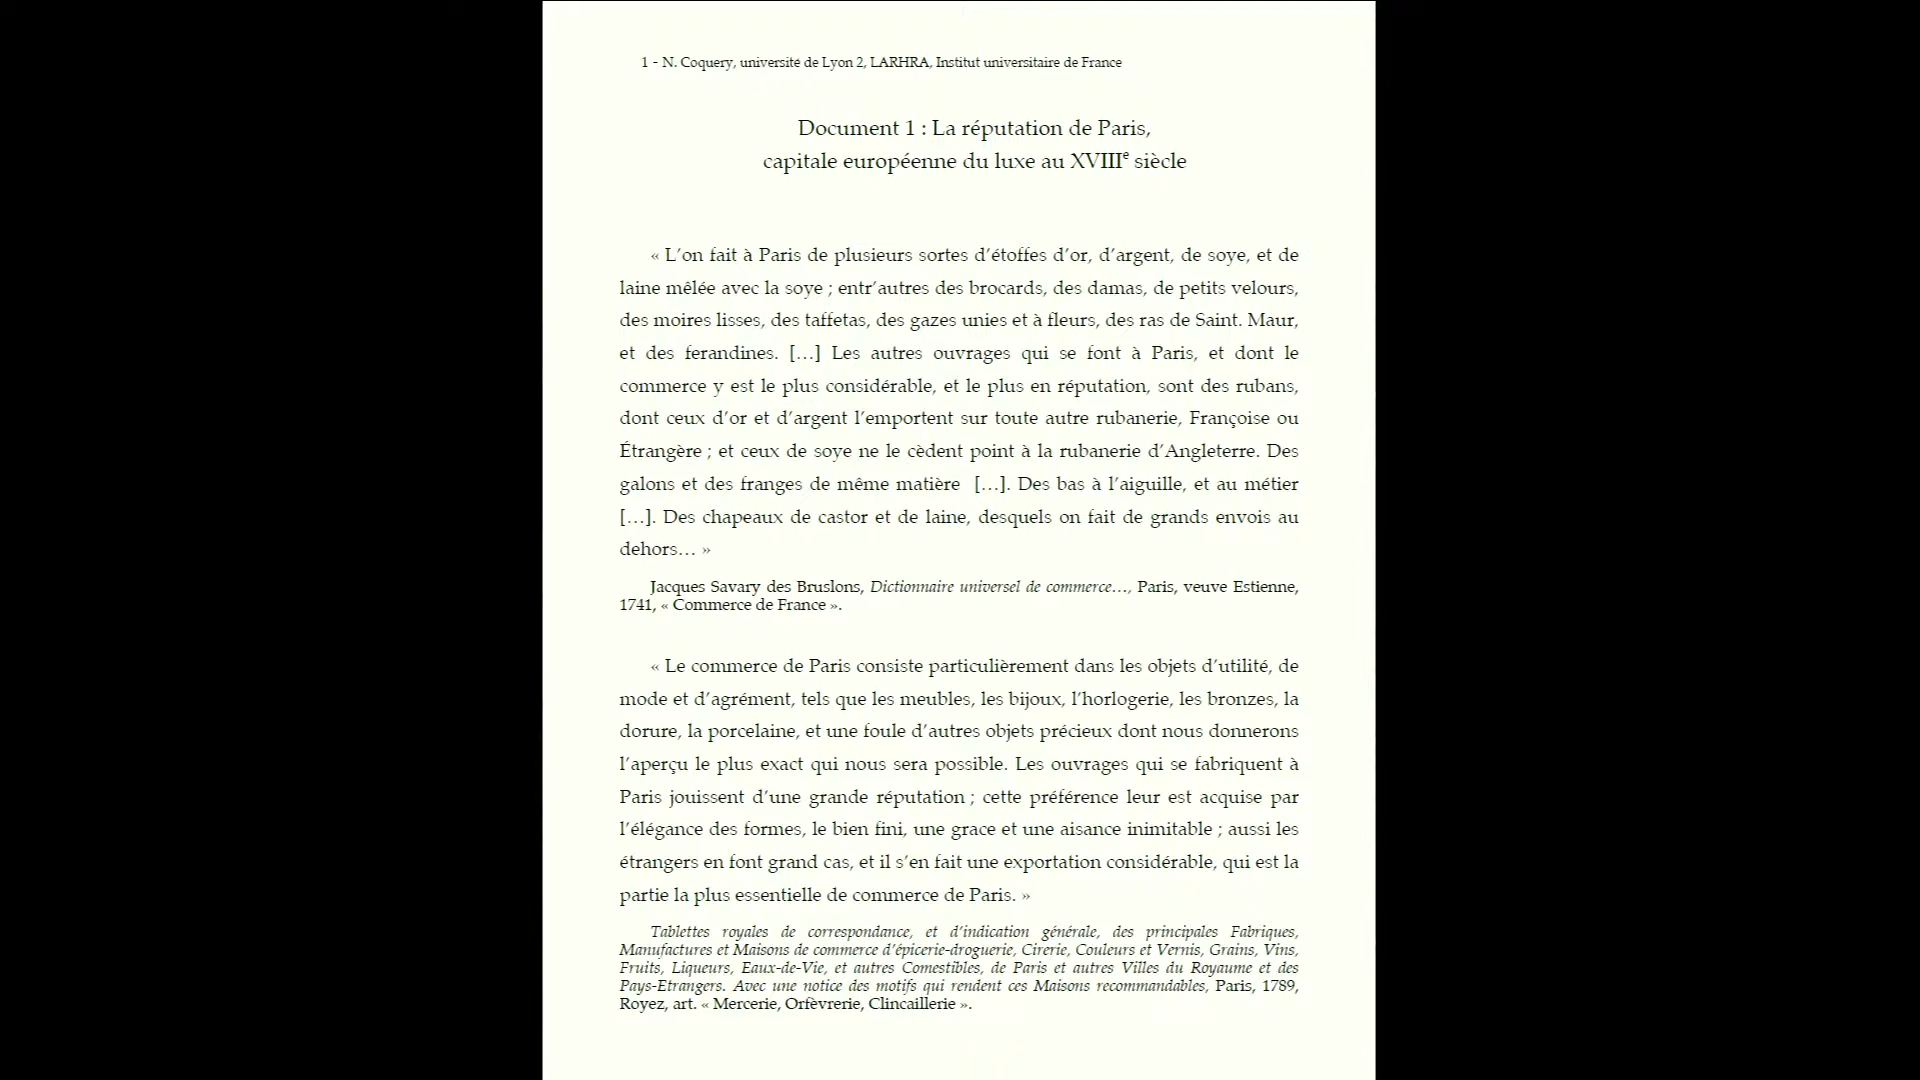 1 - N. Coquery, université de Lyon 2, LARHRA, Institut universitaire de France
Document 1 : La réputation de Paris,
capitale européenne du luxe au XVIIIe siècle
« L'on fait à Paris de plusieurs sortes d'étoffes d'or, d'argent, de soye, et de
laine mêlée avec la soye ; entr'autres des brocards, des damas, de petits velours,
des moires lisses, des taffetas, des gazes unies et à fleurs, des ras de Saint. Maur,
et des ferandines. […] Les autres ouvrages qui se font à Paris, et dont le
commerce y est le plus considérable, et le plus en réputation, sont des rubans,
dont ceux d'or et d'argent l'emportent sur toute autre rubanerie, Françoise ou
Étrangère ; et ceux de soye ne le cèdent point à la rubanerie d'Angleterre. Des
galons et des franges de même matière […]. Des bas à l'aiguille, et au métier
[…]. Des chapeaux de castor et de laine, desquels on fait de grands envois au
dehors… »
Jacques Savary des Bruslons, Dictionnaire universel de commerce…, Paris, veuve Estienne,
1741, « Commerce de France ».
« Le commerce de Paris consiste particulièrement dans les objets d'utilité, de
mode et d'agrément, tels que les meubles, les bijoux, l'horlogerie, les bronzes, la
dorure, la porcelaine, et une foule d'autres objets précieux dont nous donnerons
l'aperçu le plus exact qui nous sera possible. Les ouvrages qui se fabriquent à
Paris jouissent d'une grande réputation ; cette préférence leur est acquise par
l'élégance des formes, le bien fini, une grace et une aisance inimitable ; aussi les
étrangers en font grand cas, et il s'en fait une exportation considérable, qui est la
partie la plus essentielle de commerce de Paris. »
Tablettes royales de correspondance, et d'indication générale, des principales Fabriques,
Manufactures et Maisons de commerce d'épicerie-droguerie, Cirerie, Couleurs et Vernis, Grains, Vins,
Fruits, Liqueurs, Eaux-de-Vie, et autres Comestibles, de Paris et autres Villes du Royaume et des
Pays-Etrangers. Avec une notice des motifs qui rendent ces Maisons recommandables, Paris, 1789,
Royez, art. « Mercerie, Orfèvrerie, Clincaillerie ».